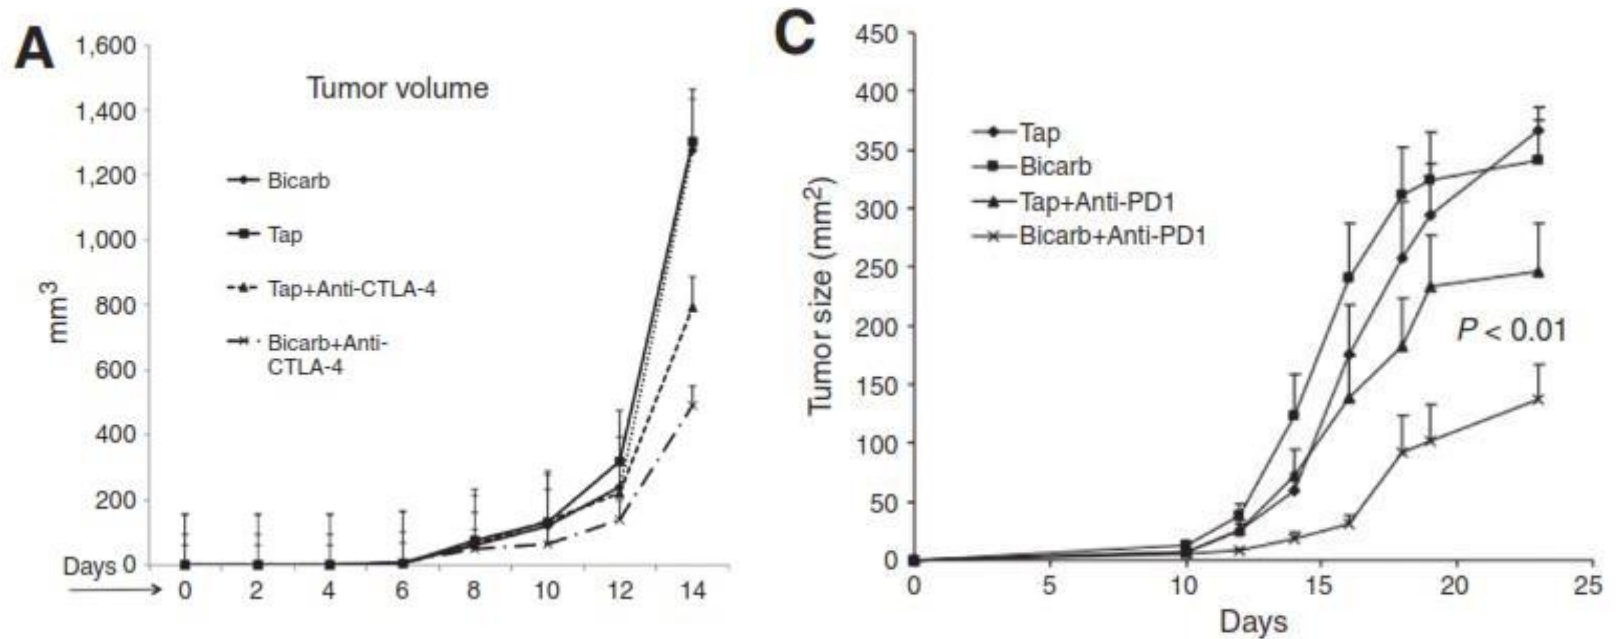 A
Tumor volume
mm3
1,600
1,400
1,200
1,000
800
600
400
200
0
Bicarb
Tap
Tap+Anti-CTLA-4
Bicarb+Anti-
CTLA-4
Days
0 2 4 6 8 10 12 14
C
Tumor size (mm2)
450
400
350
300
250
200
150
100
50
0
Tap
Bicarb
Tap+Anti-PD1
Bicarb+Anti-PD1
P < 0.01
0 5 10 15 20 25
Days